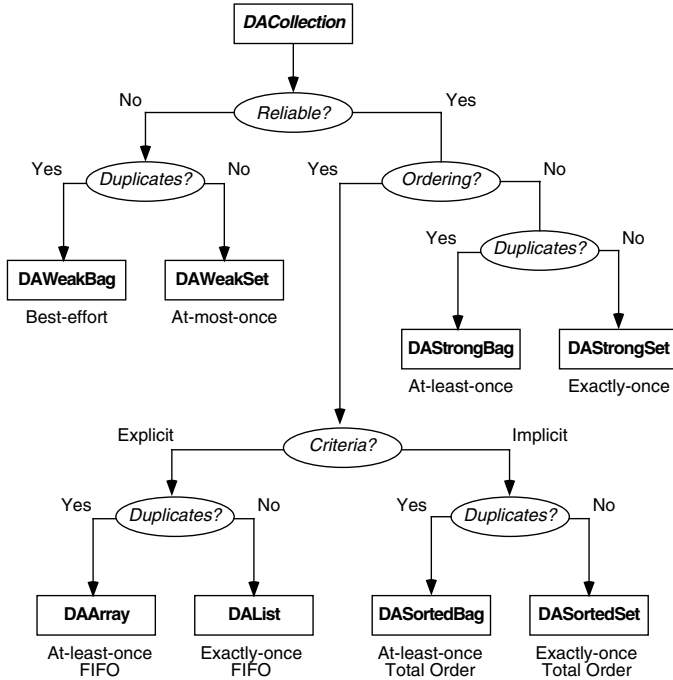 DACollection
No
Reliable?
Yes
Yes
Duplicates?
No
Yes
Ordering?
No
DAWeakBag
DAWeakSet
Yes
Duplicates?
No
Best-effort
At-most-once
DAStrongBag
DAStrongSet
At-least-once
Exactly-once
Explicit
Criteria?
Implicit
Yes
Duplicates?
No
Yes
Duplicates?
No
DAArray
DAList
DASortedBag
DASortedSet
At-least-once
FIFO
Exactly-once
FIFO
At-least-once
Total Order
Exactly-once
Total Order